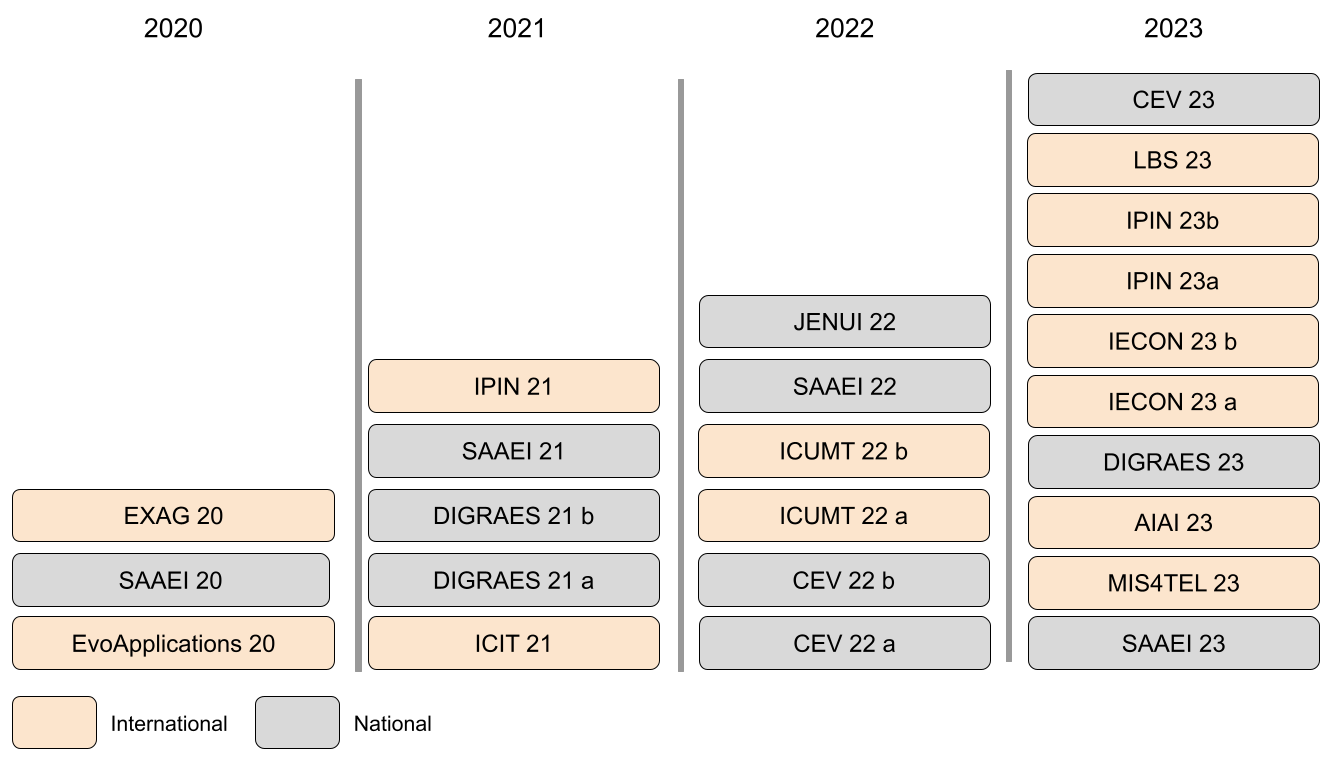 2020
2021
2022
2023
EXAG 20
SAAEI 20
EvoApplications 20
IPIN 21
SAAEI 21
DIGRAES 21 b
DIGRAES 21 a
ICIT 21
JENUI 22
SAAEI 22
ICUMT 22 b
ICUMT 22 a
CEV 22 b
CEV 22 a
CEV 23
LBS 23
IPIN 23b
IPIN 23a
IECON 23 b
IECON 23 a
DIGRAES 23
AIAI 23
MIS4TEL 23
SAAEI 23
International
National